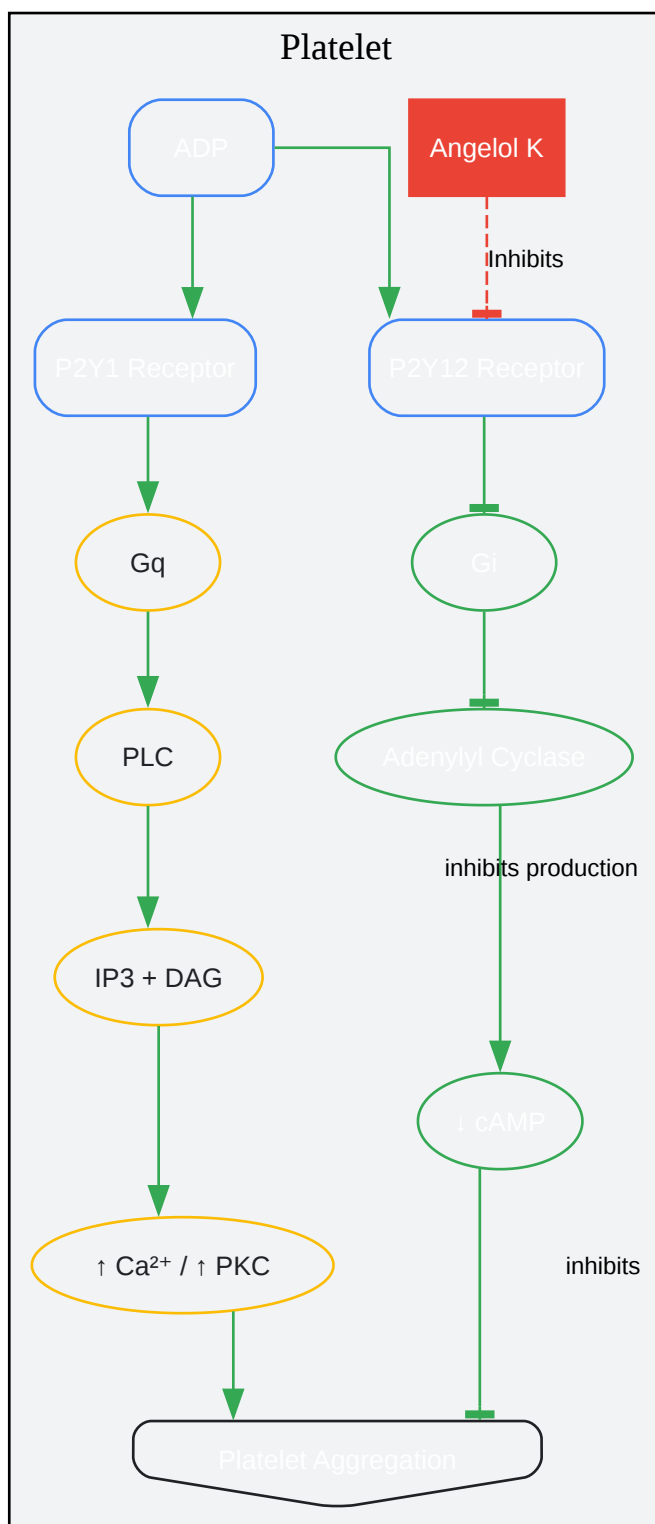 Platelet
ADP
Angelol K
Inhibits
P2Y1 Receptor
P2Y12 Receptor
Gq
Gi
PLC
Adenylyl Cyclase
inhibits production
IP3 + DAG
↓ cAMP
↑ Ca²⁺ / ↑ PKC
inhibits
Platelet Aggregation